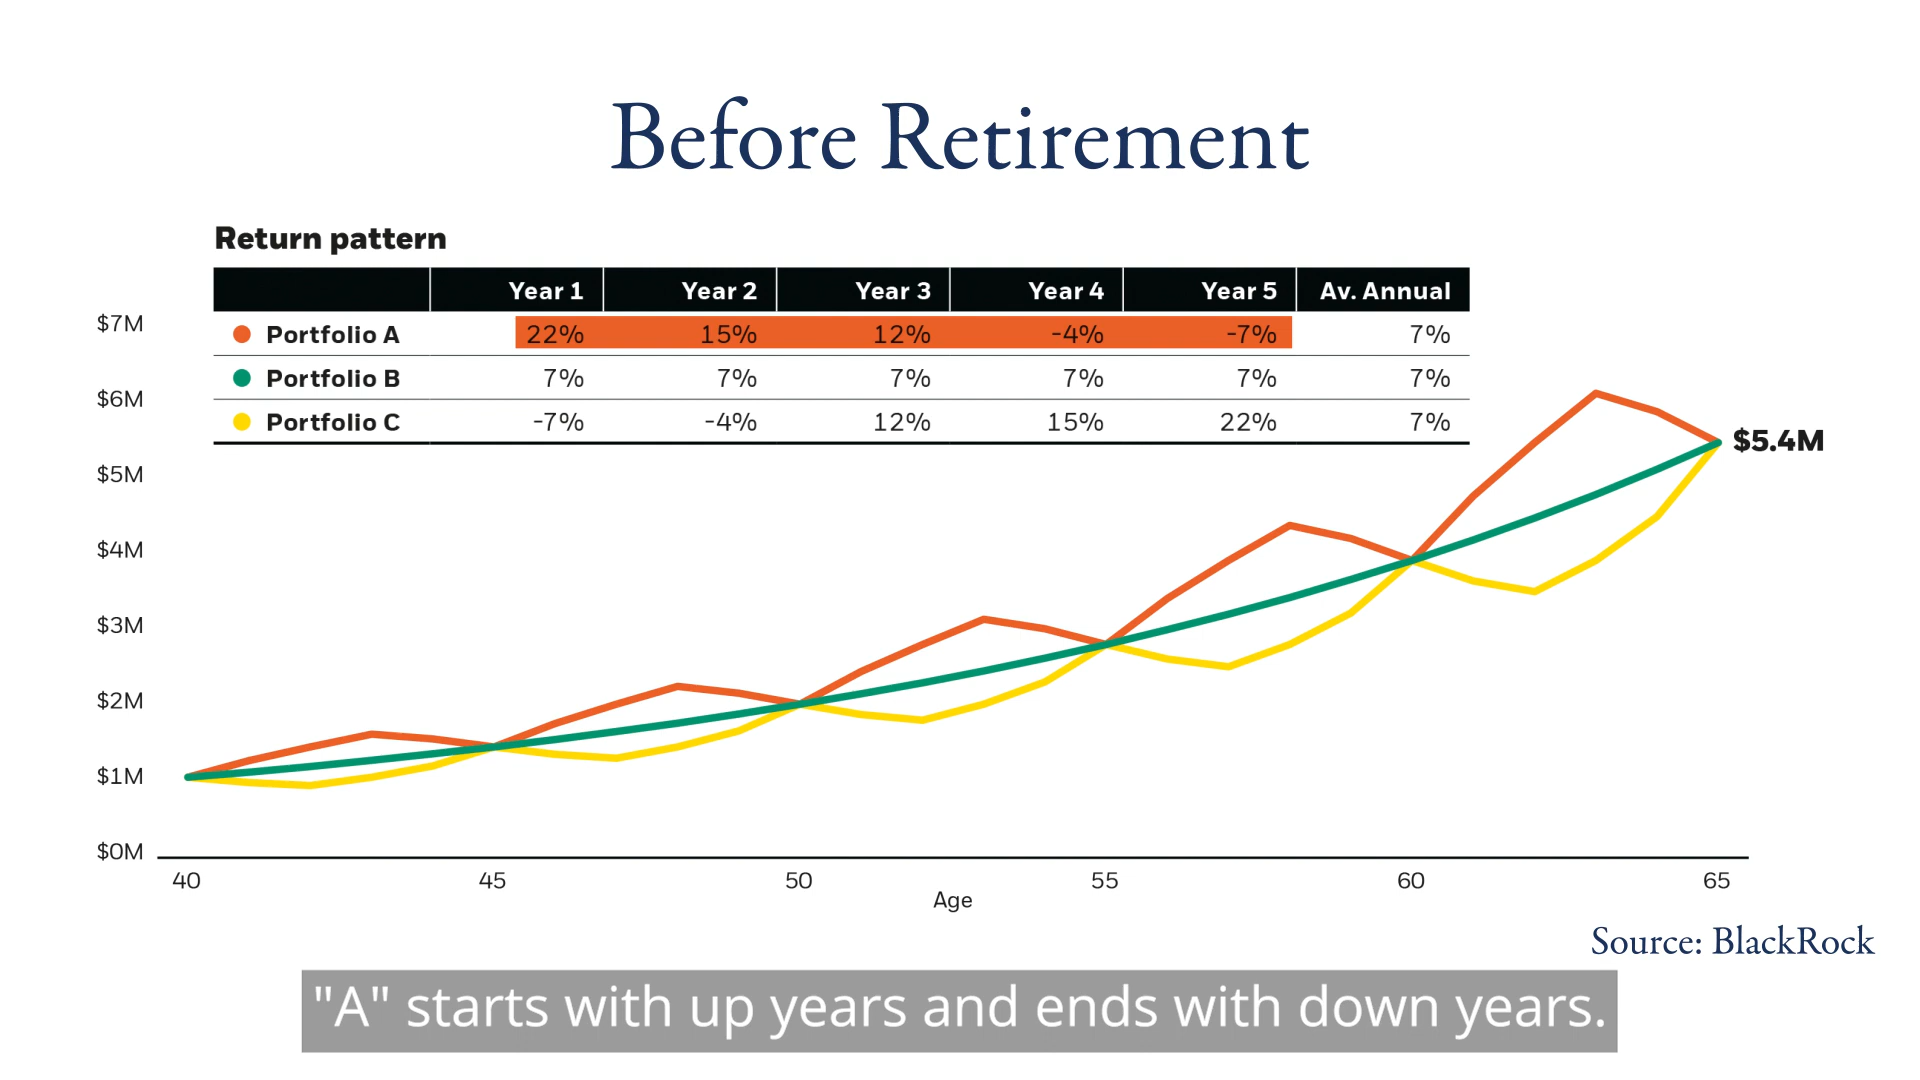 Before Retirement
Return pattern
Year 1 Year 2 Year 3 Year 4 Year 5 Av. Annual
Portfolio A 22% 15% 12% -4% -7% 7%
Portfolio B 7% 7% 7% 7% 7% 7%
Portfolio C -7% -4% 12% 15% 22% 7%
$7M
$6M
$5M
$4M
$3M
$2M
$1M
$0M
$5.4M
40 45 50 55 60 65
Age
Source: BlackRock
"A" starts with up years and ends with down years.